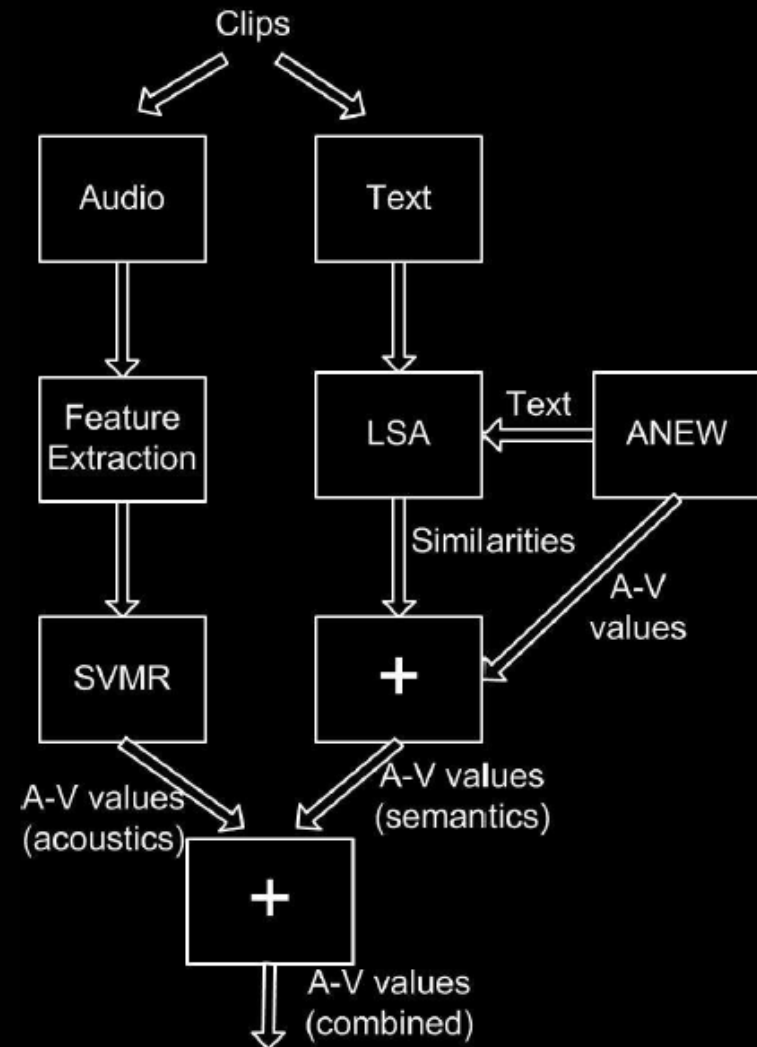 Clips
Audio
Text
Feature
Extraction
LSA
Text
ANEW
Similarities
A-V
values
SVMR
+
A-V values
(acoustics)
A-V values
(semantics)
+
A-V values
(combined)